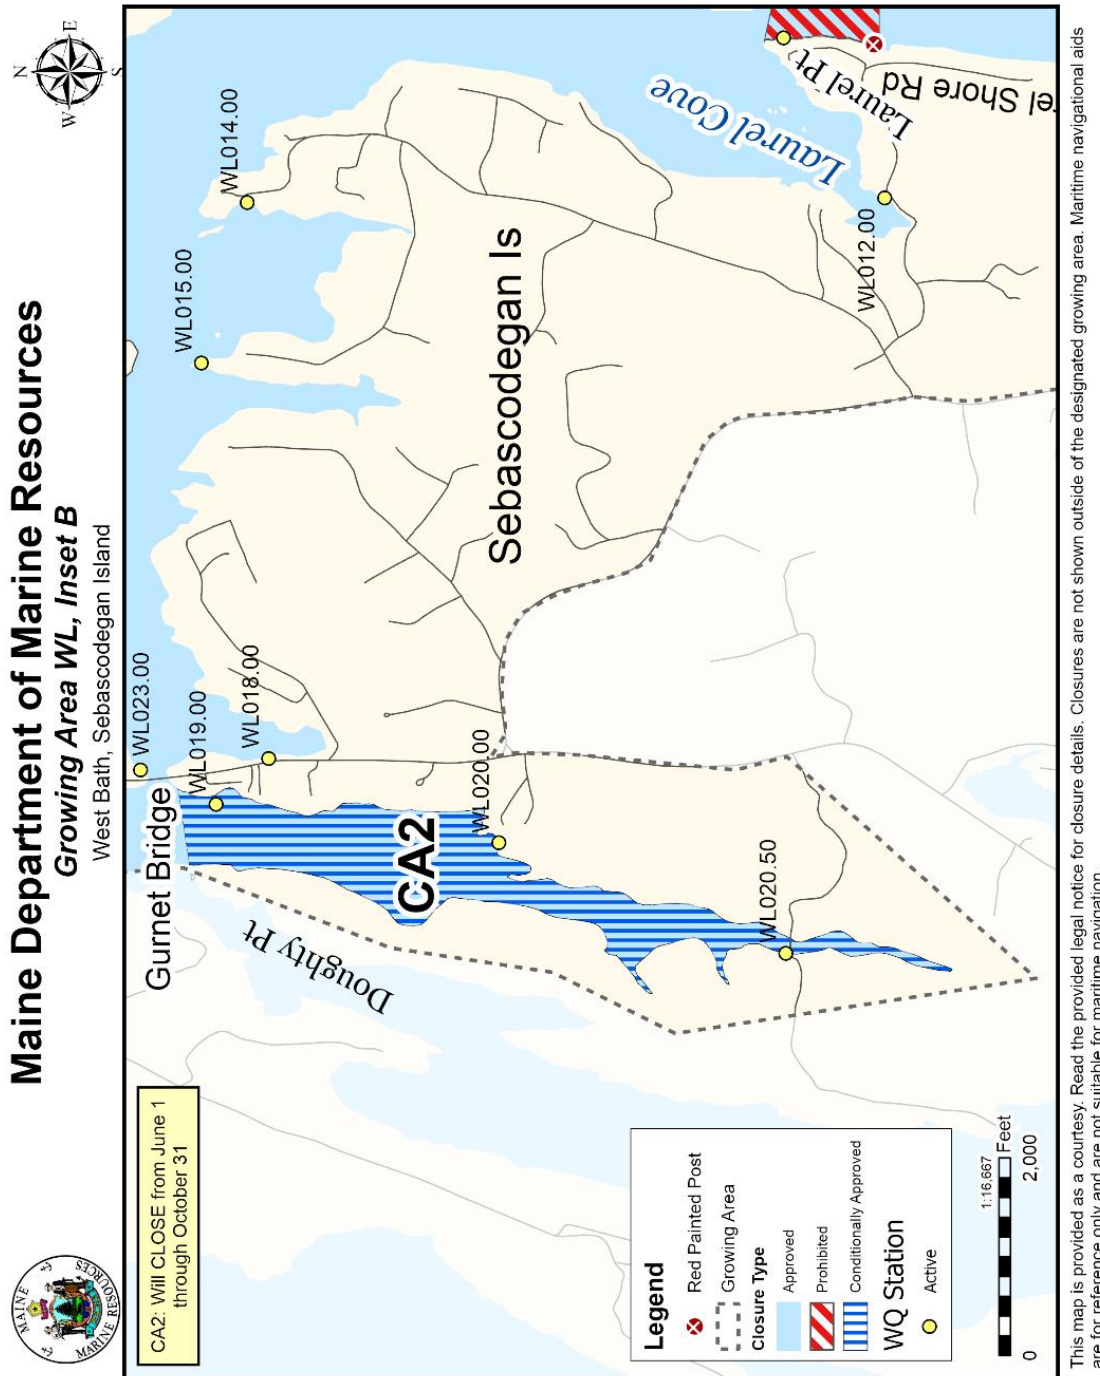 Maine Department of Marine Resources
Growing Area WL, Inset B
West Bath, Sebascodegan Island
MAINE
MARINE RESOURCES
N
E
S
W
CA2: Will CLOSE from June 1
through October 31
Gurnet Bridge
WL023.00
WL019.00
WL018.00
WL015.00
WL014.00
Doughty Pt
CA2
WL020.00
Sebascodegan Is
Laurel Cove
Laurel Pt
rel Shore Rd
WL012.00
WL020.50
Legend
Red Painted Post
Growing Area
Closure Type
Approved
Prohibited
Conditionally Approved
WQ Station
Active
1:16,667
Feet
0
2,000
This map is provided as a courtesy. Read the provided legal notice for closure details. Closures are not shown outside of the designated growing area. Maritime navigational aids
are for reference only and are not suitable for maritime navigation.